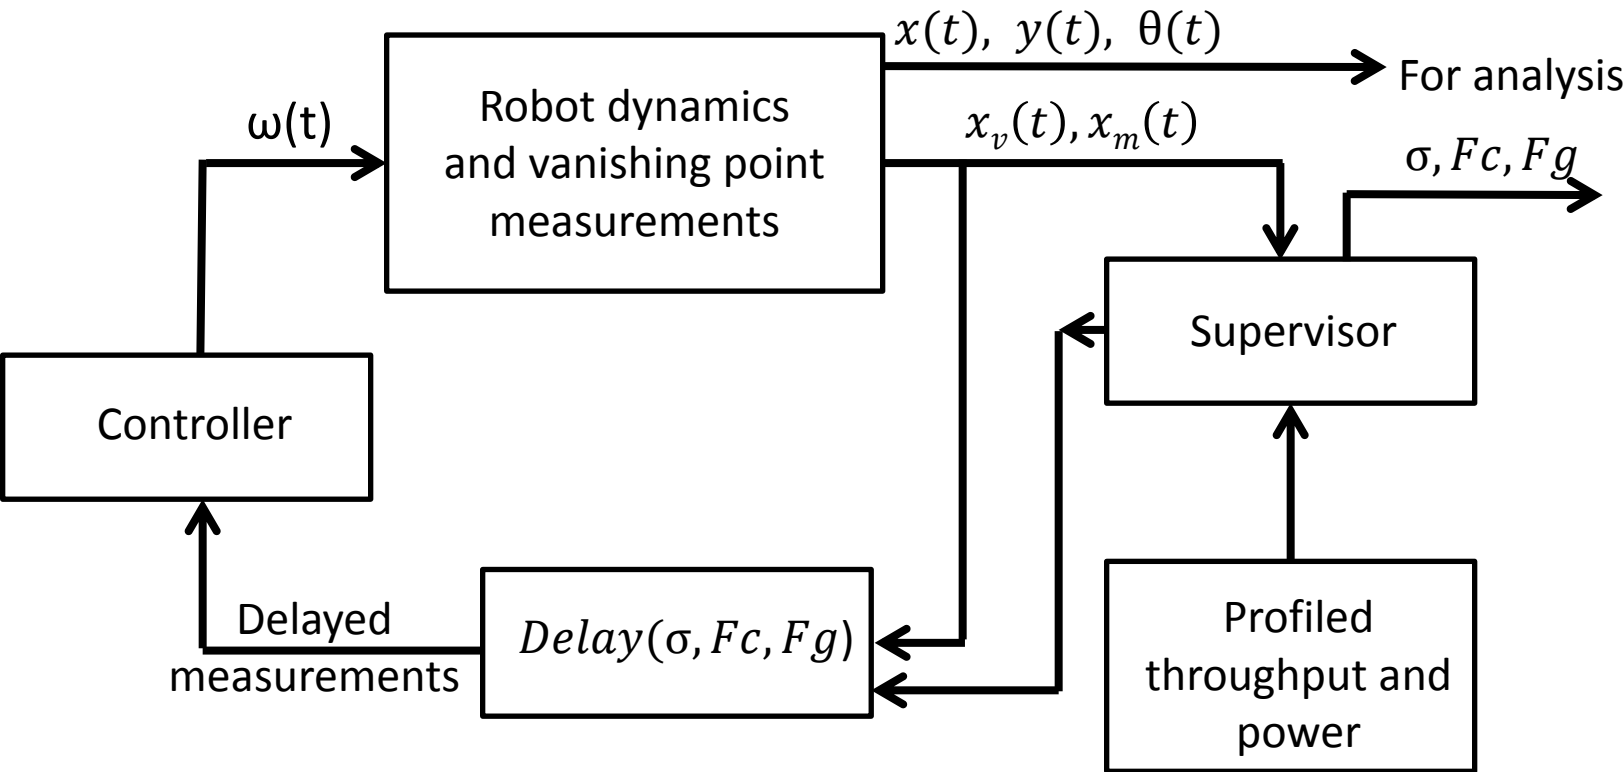 x(t), y(t), θ(t)
For analysis
Robot dynamics
and vanishing point
measurements
ω(t)
x_v(t), x_m(t)
σ, Fc, Fg
Supervisor
Controller
Delayed
measurements
Delay(σ, Fc, Fg)
Profiled
throughput and
power